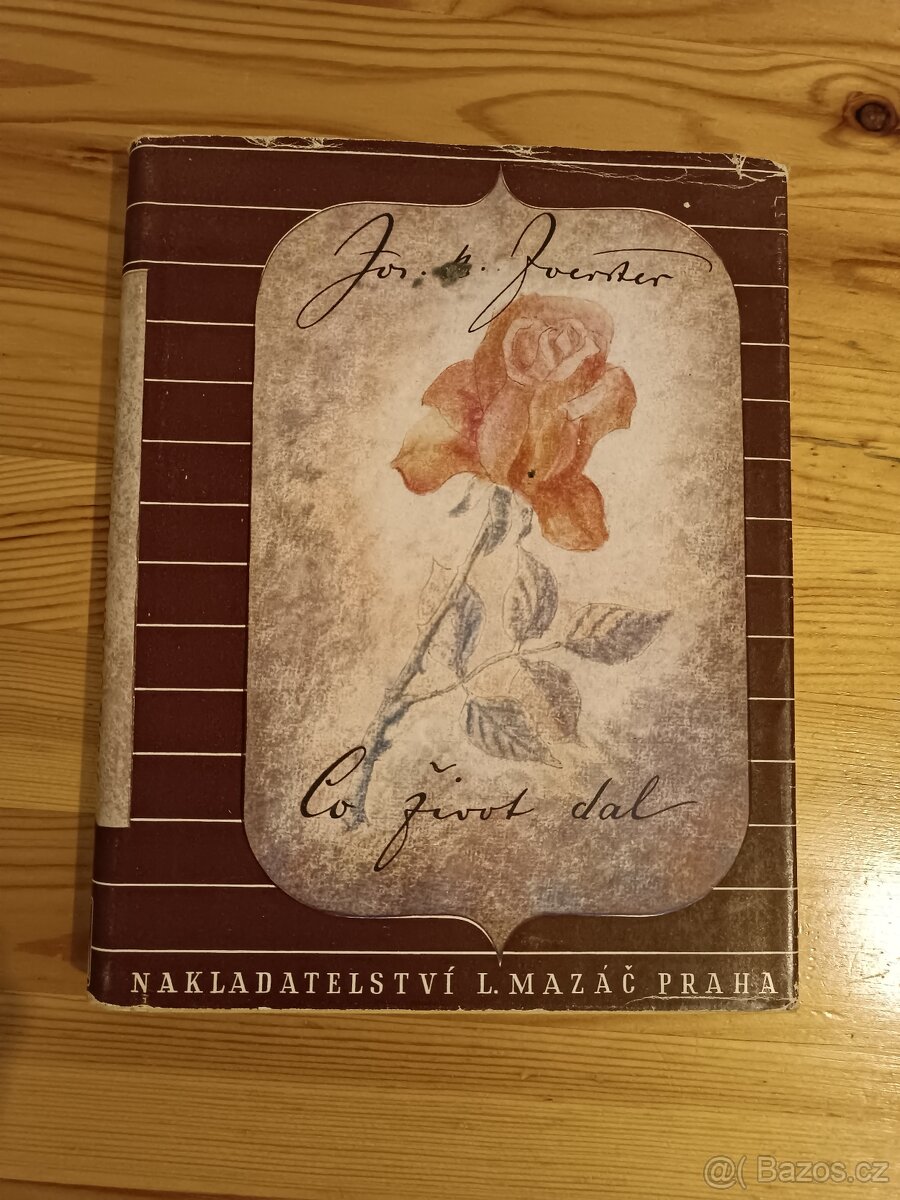 Jos. B. Foerster
Co život dal
NAKLADATELSTVÍ L. MAZÁČ PRAHA
@( Bazos.cz